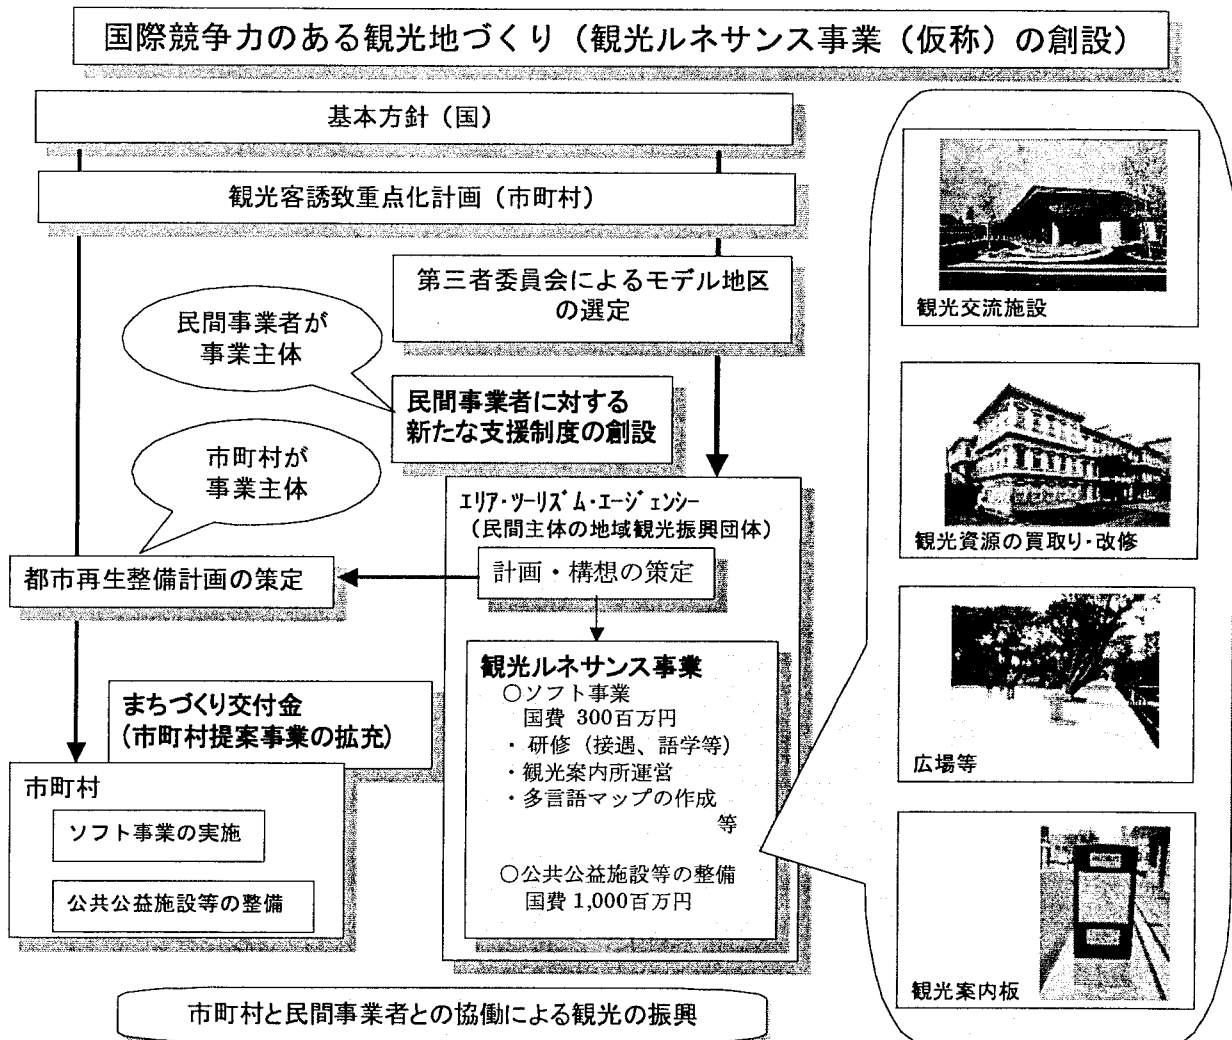 国際競争力のある観光地づくり（観光ルネサンス事業（仮称）の創設）
基本方針（国）
観光客誘致重点化計画（市町村）
第三者委員会によるモデル地区
の選定
民間事業者が
事業主体
民間事業者に対する
新たな支援制度の創設
市町村が
事業主体
エリア・ツーリズム・エージェンシー
（民間主体の地域観光振興団体）
計画・構想の策定
都市再生整備計画の策定
観光ルネサンス事業
○ソフト事業
国費 300百万円
・研修（接遇、語学等）
・観光案内所運営
・多言語マップの作成
等
○公共公益施設等の整備
国費 1,000百万円
まちづくり交付金
(市町村提案事業の拡充)
市町村
ソフト事業の実施
公共公益施設等の整備
市町村と民間事業者との協働による観光の振興
観光交流施設
観光資源の買取り・改修
広場等
観光案内板